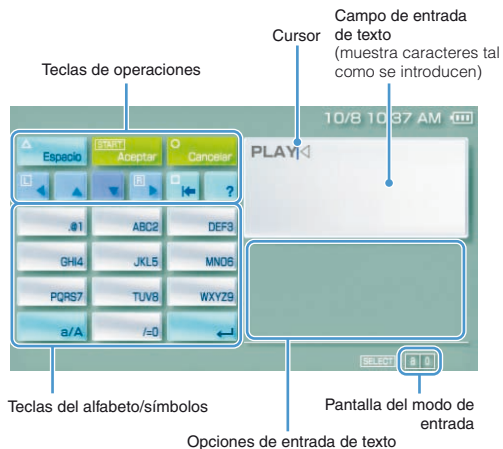 Campo de entrada
de texto
(muestra caracteres tal
como se introducen)
Cursor
Teclas de operaciones
10/8 10:37 AM
Espacio
START
Aceptar
Cancelar
L
R
?
PLAY
.@1
ABC2
DEF3
GHI4
JKL5
MNO6
PQRS7
TUV8
WXYZ9
a/A
/=0
SELECT
Teclas del alfabeto/símbolos
Pantalla del modo de
entrada
Opciones de entrada de texto